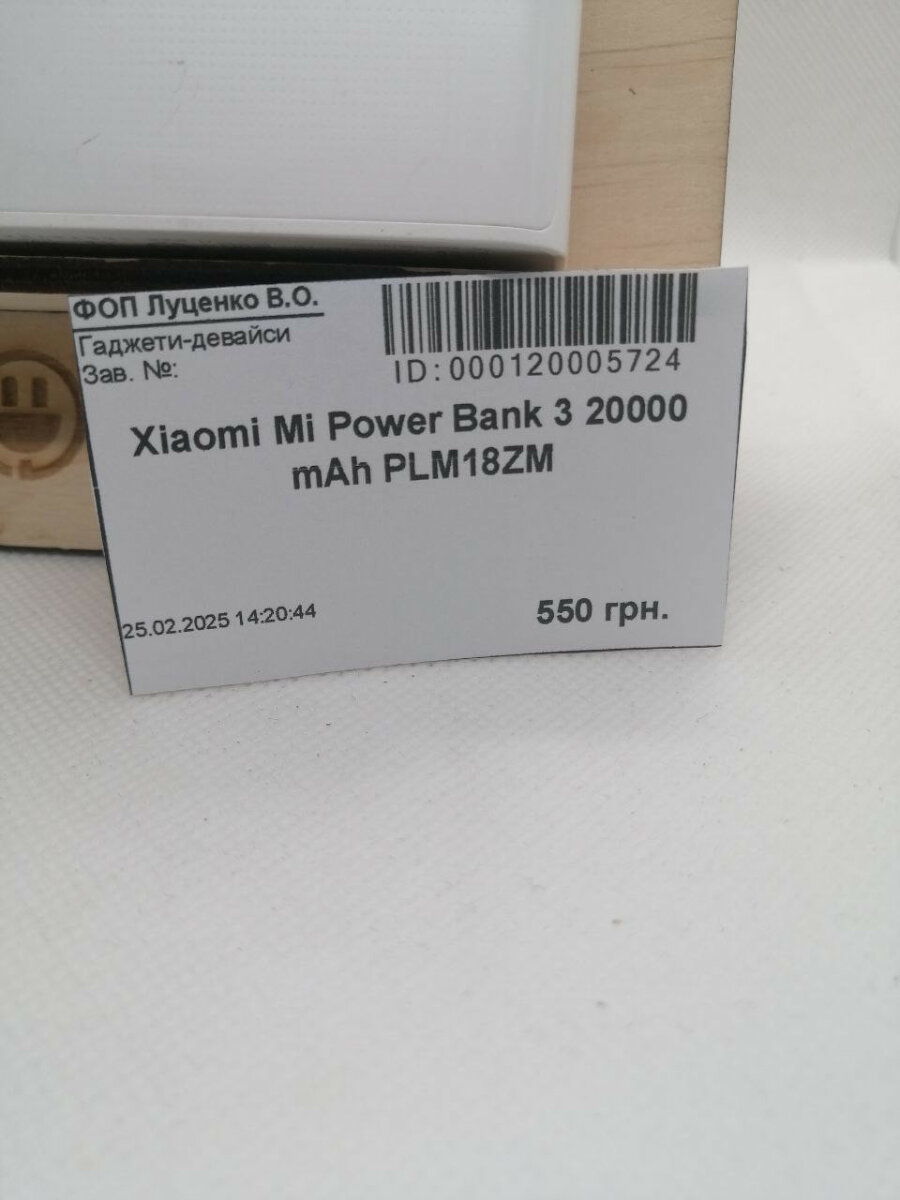 ФОП Луценко В.О.
Гаджети-девайси
Зав. №:
ID:000120005724
Xiaomi Mi Power Bank 3 20000
mAh PLM18ZM
25.02.2025 14:20:44
550 грн.